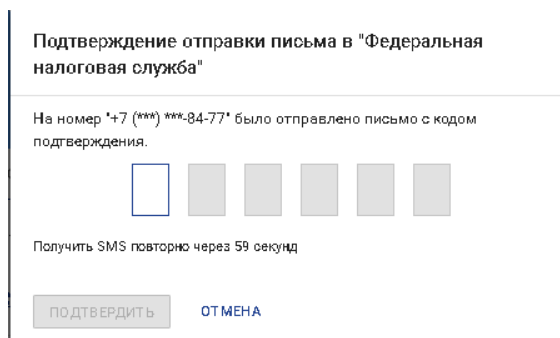 Подтверждение отправки письма в "Федеральная
налоговая служба"
На номер "+7 (***) ***-84-77" было отправлено письмо с кодом
подтверждения.
Получить SMS повторно через 59 секунд
ПОДТВЕРДИТЬ ОТМЕНА